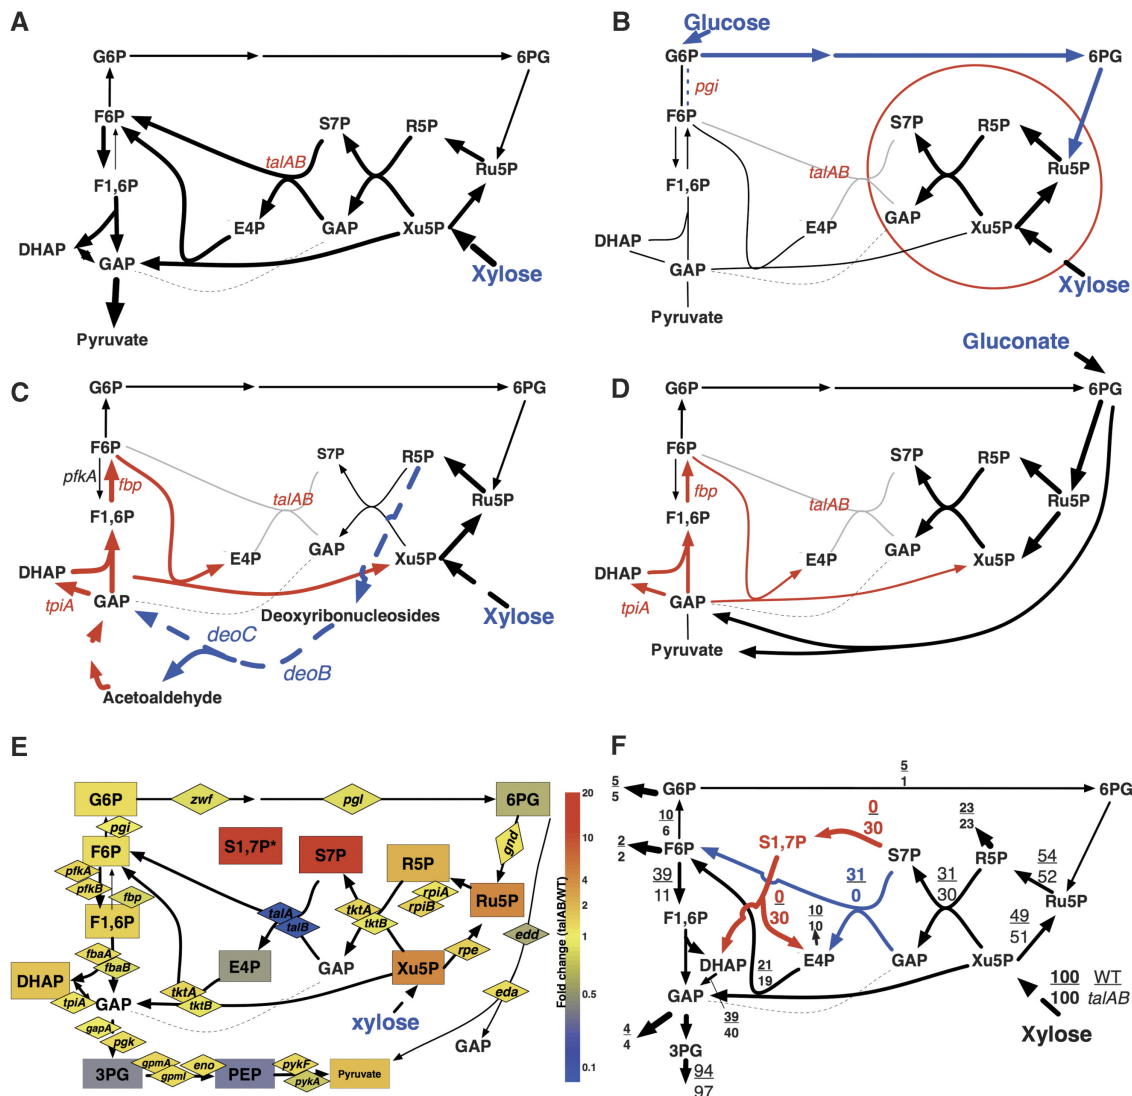 A
G6P
6PG
F6P
S7P
R5P
talAB
Ru5P
F1,6P
E4P
GAP
Xu5P
DHAP
GAP
Xylose
Pyruvate
B
Glucose
G6P
6PG
pgi
F6P
S7P
R5P
talAB
Ru5P
F1,6P
GAP
E4P
Xu5P
DHAP
GAP
Xylose
Pyruvate
C
G6P
6PG
F6P
S7P
R5P
pfkA
fbp
talAB
Ru5P
F1,6P
E4P
GAP
Xu5P
DHAP
tpiA
GAP
Deoxyribonucleosides
Xylose
deoC
deoB
Acetoaldehyde
D
Gluconate
G6P
6PG
F6P
S7P
R5P
fbp
talAB
Ru5P
F1,6P
E4P
GAP
Xu5P
DHAP
tpiA
GAP
Pyruvate
E
G6P
zwf
pgl
6PG
pgi
F6P
S1,7P*
S7P
R5P
gnd
pfkA
pfkB
fbp
rpiA
rpiB
Ru5P
F1,6P
talA
talB
tktA
tktB
edd
fbaA
fbaB
E4P
GAP
Xu5P
rpe
DHAP
tpiA
GAP
tktA
tktB
eda
xylose
gapA
pgk
GAP
3PG
gpmA
gpmI
eno
PEP
pykF
pykA
Pyruvate
Fold change (talAB/WT)
20
10
4
2
1
0.5
0.1
F
5
5
G6P
5
1
6PG
10
6
0
30
23
23
2
2
F6P
S1,7P
S7P
R5P
54
52
39
11
31
0
31
30
Ru5P
F1,6P
0
30
10
10
49
51
DHAP
E4P
GAP
Xu5P
21
19
GAP
39
40
100 WT
100 talAB
4
4
Xylose
3PG
94
97